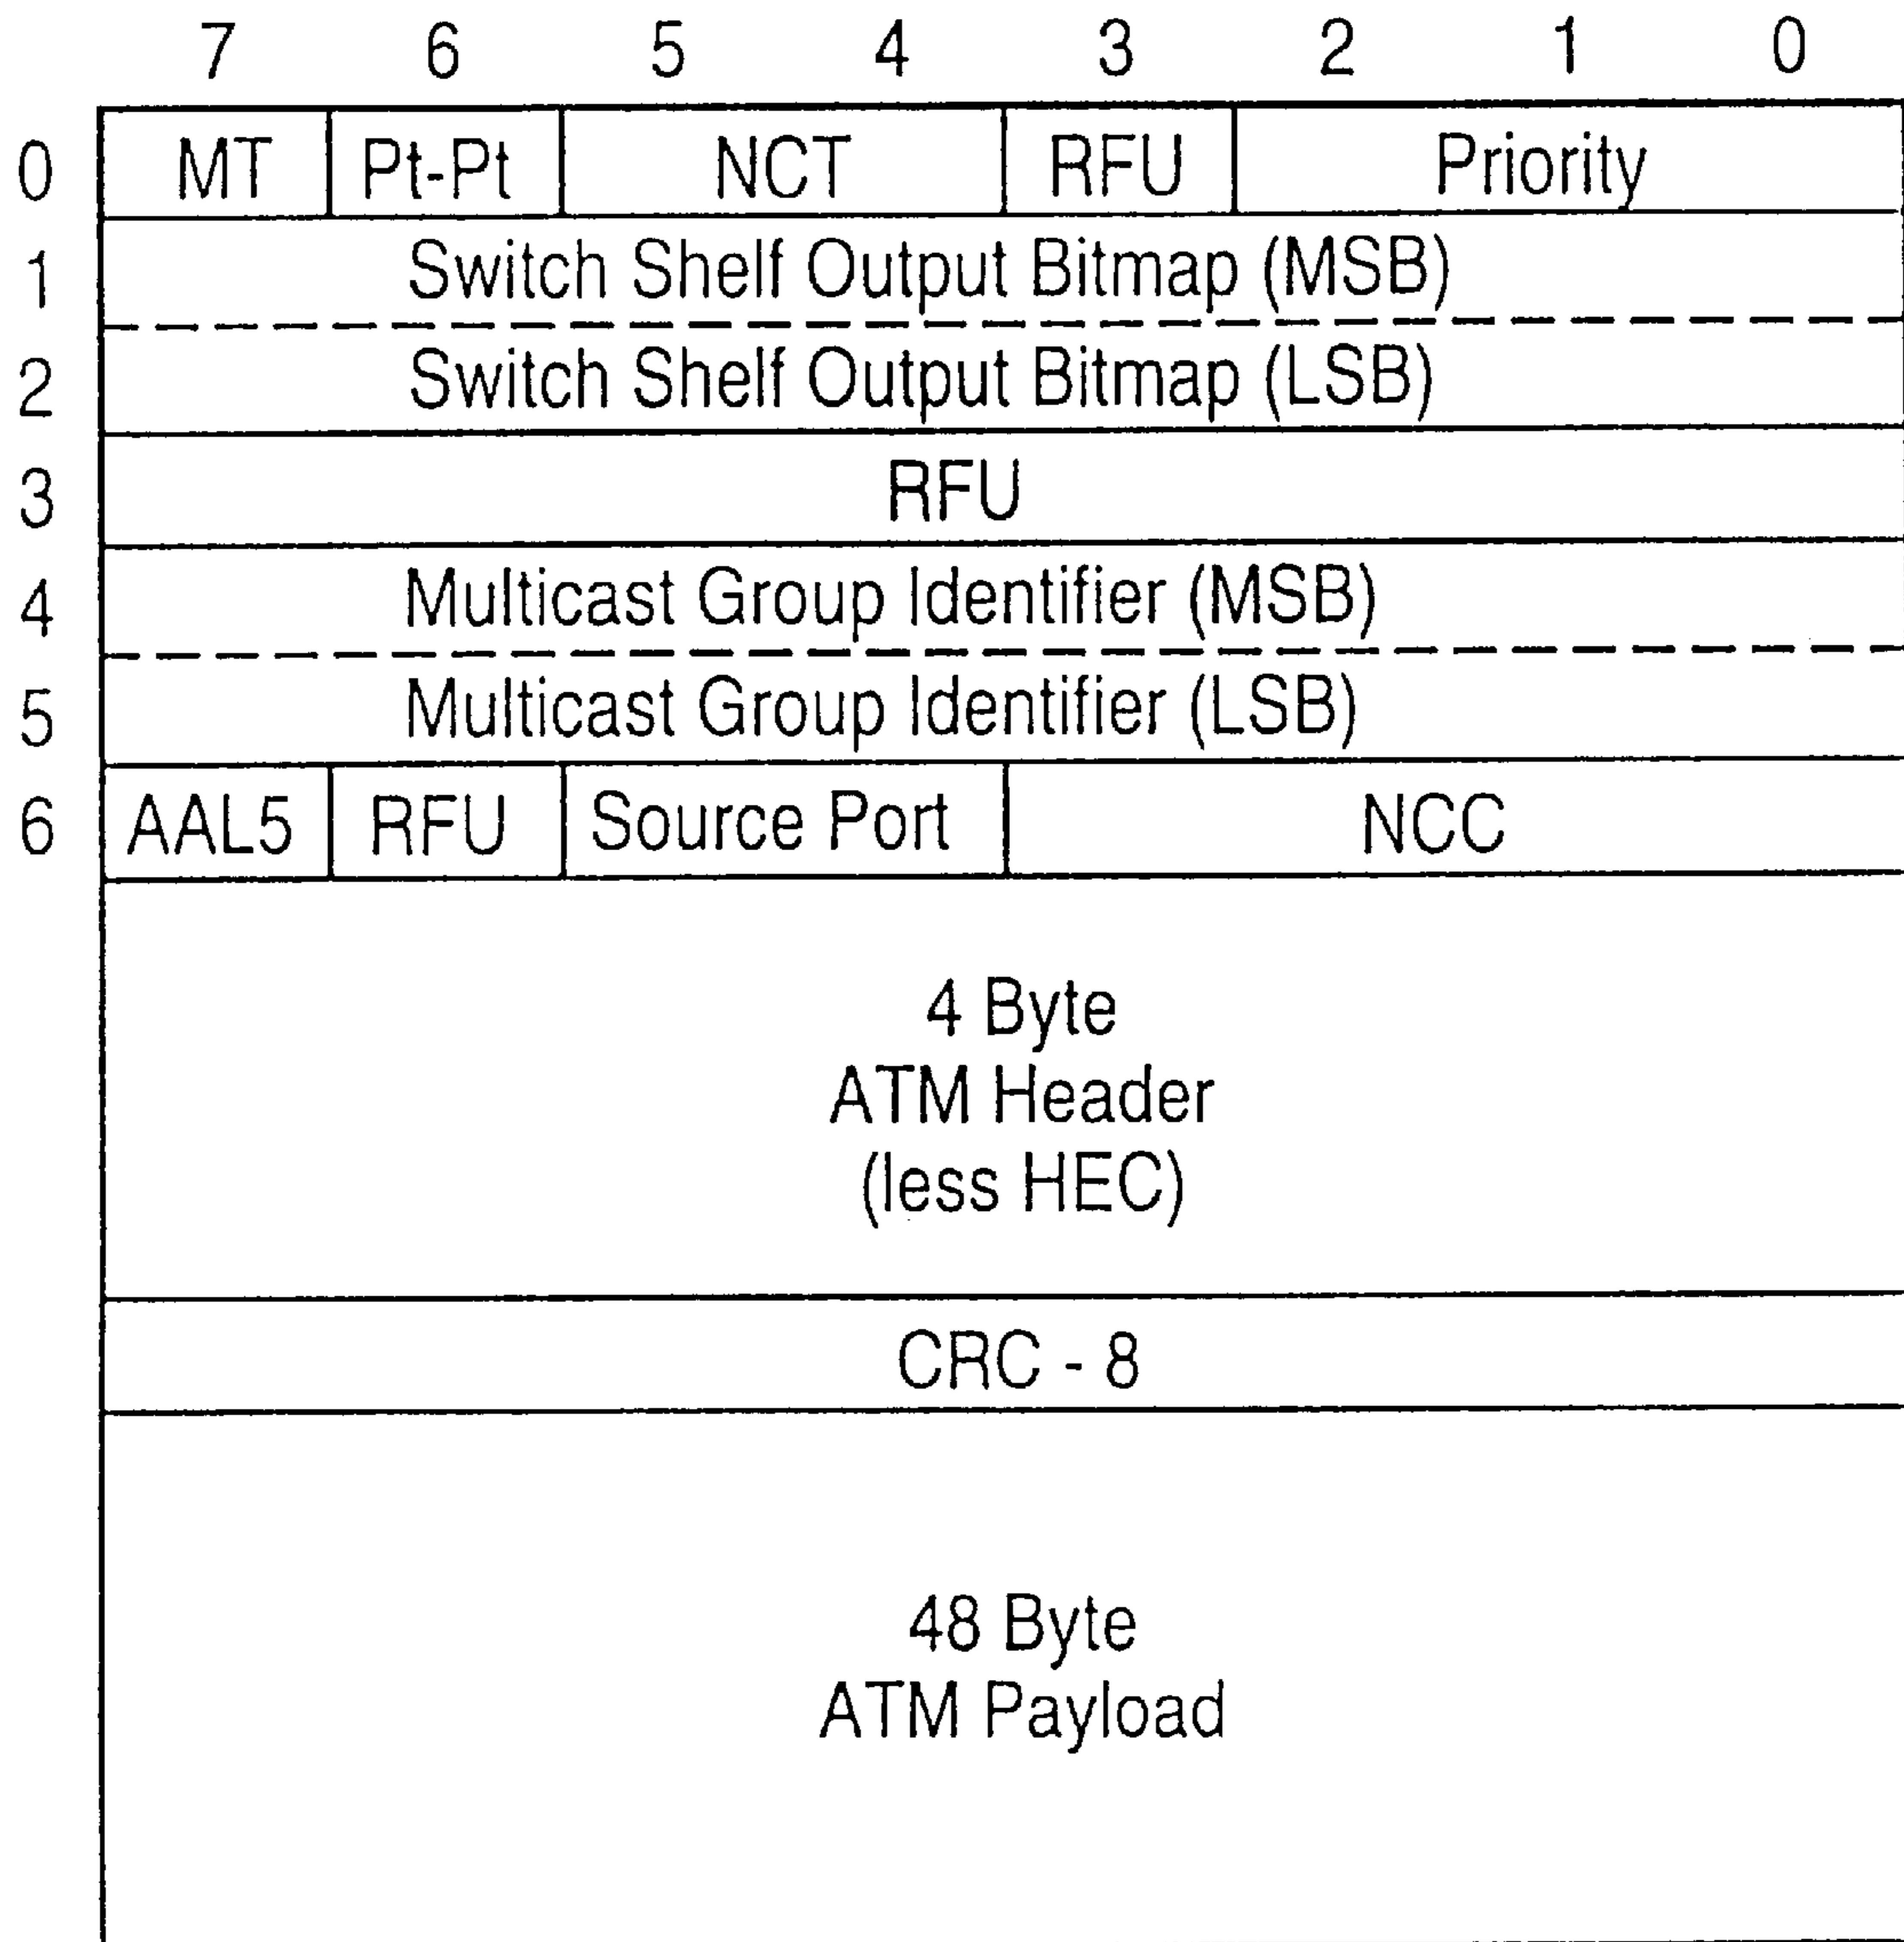 7 6 5 4 3 2 1 0
0 MT Pt-Pt NCT RFU Priority
1 Switch Shelf Output Bitmap (MSB)
2 Switch Shelf Output Bitmap (LSB)
3 RFU
4 Multicast Group Identifier (MSB)
5 Multicast Group Identifier (LSB)
6 AAL5 RFU Source Port NCC
4 Byte
ATM Header
(less HEC)
CRC - 8
48 Byte
ATM Payload